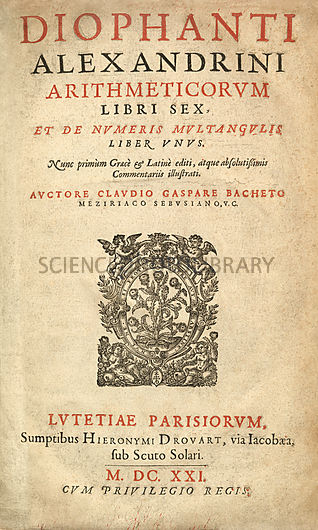 DIOPHANTI
ALEXANDRINI
ARITHMETICORVM
LIBRI SEX,
ET DE NVMERIS MVLTANGVLIS
LIBER VNVS.
Nunc primùm Græcè & Latinè editi, atque absolutißimis
Commentariis illustrati.
AVCTORE CLAVDIO GASPARE BACHETO
MEZIRIACO SEBVSIANO, V.C.
SCIENCE LIBRARY
LVTETIAE PARISIORVM,
Sumptibus HIERONYMI DROVART, via Iacobæa,
sub Scuto Solari.
M. DC. XXI.
CVM PRIVILEGIO REGIS.